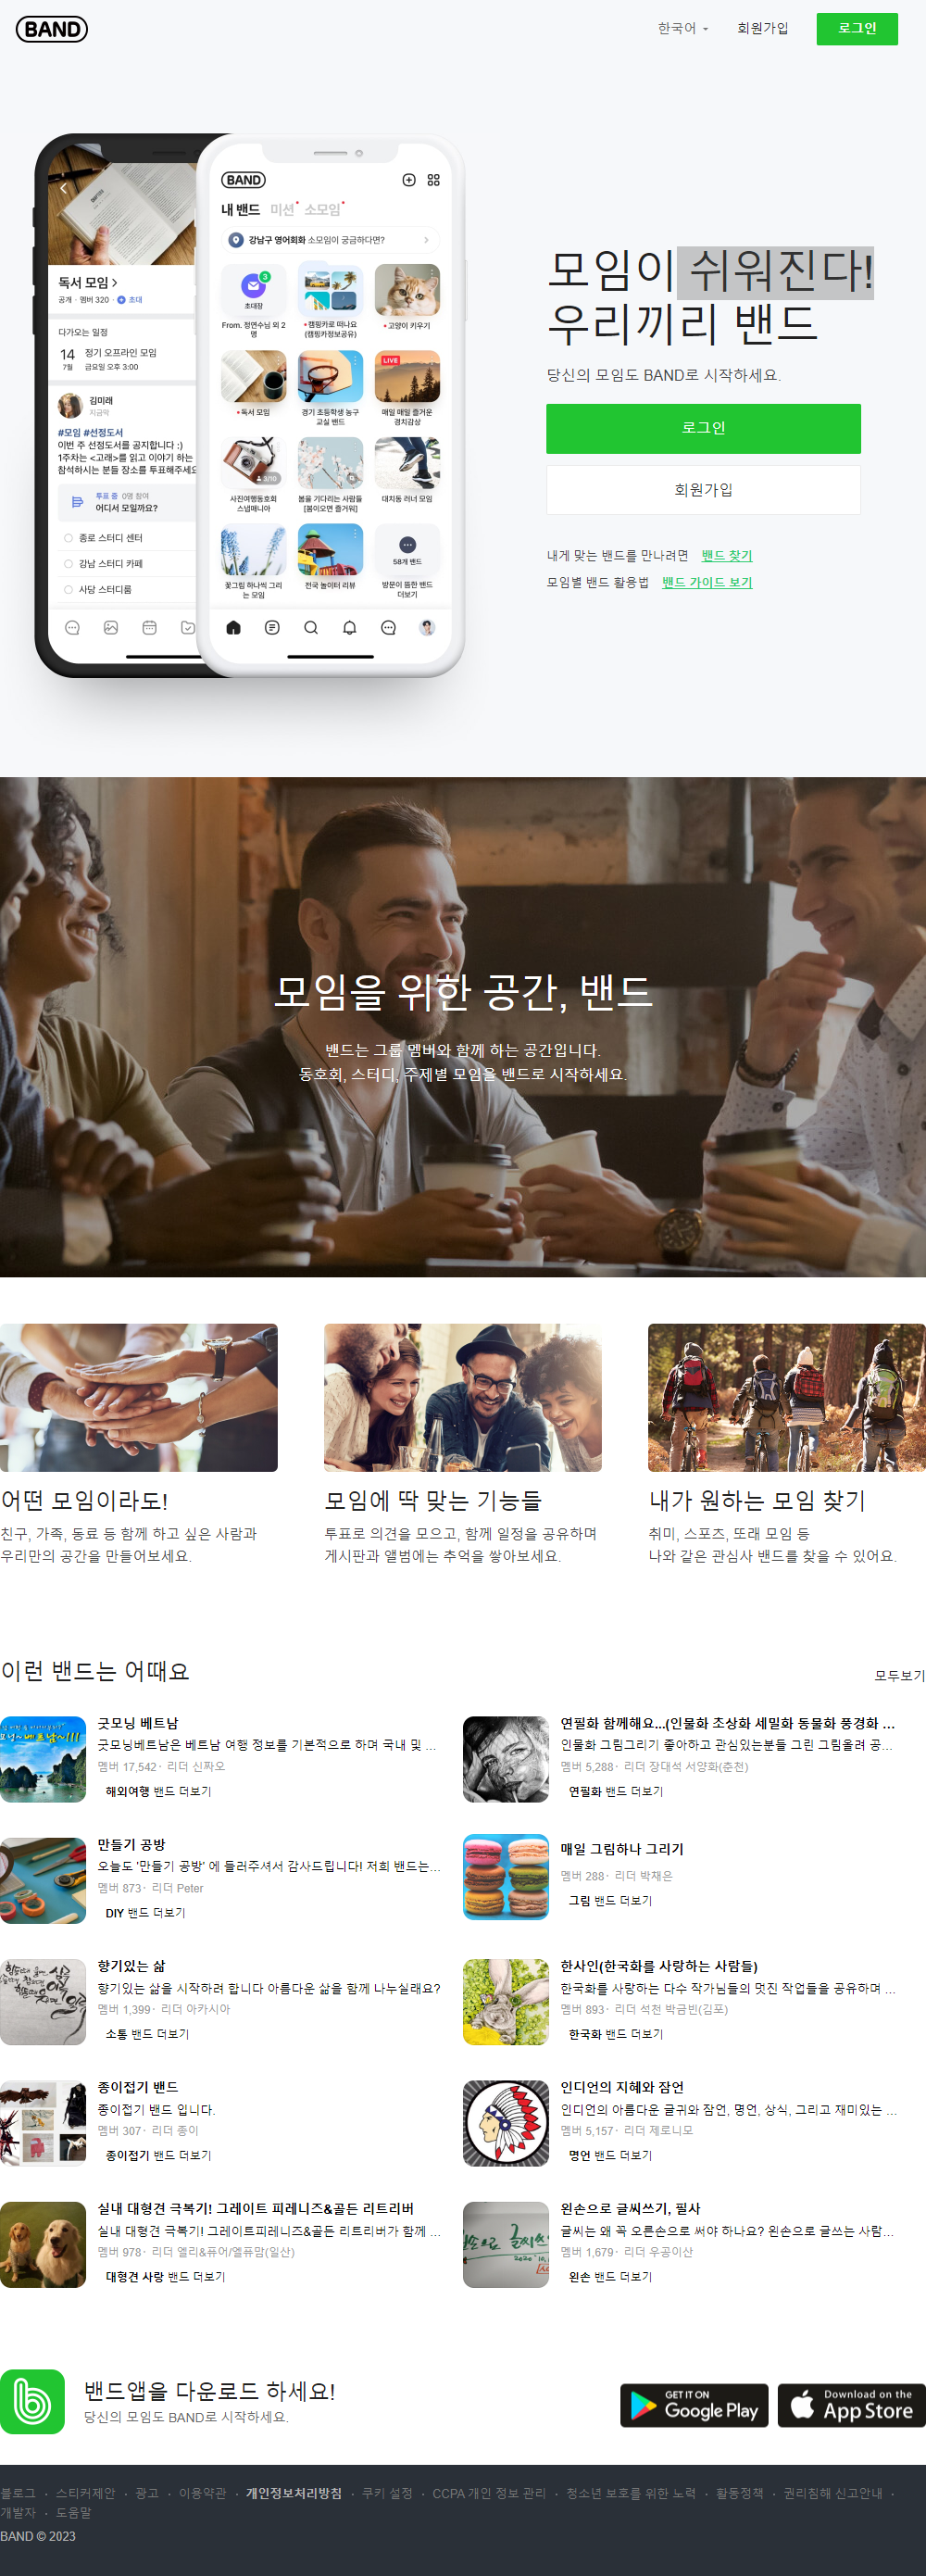 BAND
한국어
회원가입
로그인
독서 모임 >
공개 · 멤버 320 · 초대
다가오는 일정
14 정기 오프라인 모임
7월 금요일 오후 3:00
김미래
지금막
#모임 #선정도서
이번 주 선정도서를 공지합니다 :)
1주차는 <고래>를 읽고 이야기 하는
참석하시는 분들 장소를 투표해주세요
투표 중 0명 참여
어디서 모일까요?
종로 스터디 센터
강남 스터디 카페
사당 스터디룸
BAND
내 밴드 미션 소모임
강남구 영어회화 소모임이 궁금하다면?
3
초대장
From. 정연수님 외 2명
캠핑카로 떠나요
(캠핑카정보공유)
고양이 키우기
LIVE
독서 모임
경기 초등학생 농구
교실 밴드
매일 매일 즐거운
경치감상
3/10
사진여행동호회
스냅매니아
봄을 기다리는 사람들
[봄이오면 즐거워]
대치동 러너 모임
58개 밴드
꽃그림 하나씩 그리
는 모임
전국 놀이터 리뷰
방문이 뜸한 밴드
더보기
모임이 쉬워진다!
우리끼리 밴드
당신의 모임도 BAND로 시작하세요.
로그인
회원가입
내게 맞는 밴드를 만나려면 밴드 찾기
모임별 밴드 활용법 밴드 가이드 보기
모임을 위한 공간, 밴드
밴드는 그룹 멤버와 함께 하는 공간입니다.
동호회, 스터디, 주제별 모임을 밴드로 시작하세요.
어떤 모임이라도!
친구, 가족, 동료 등 함께 하고 싶은 사람과
우리만의 공간을 만들어보세요.
모임에 딱 맞는 기능들
투표로 의견을 모으고, 함께 일정을 공유하며
게시판과 앨범에는 추억을 쌓아보세요.
내가 원하는 모임 찾기
취미, 스포츠, 또래 모임 등
나와 같은 관심사 밴드를 찾을 수 있어요.
이런 밴드는 어때요
모두보기
굿모닝 베트남
굿모닝베트남은 베트남 여행 정보를 기본적으로 하며 국내 및 ...
멤버 17,542 · 리더 신짜오
해외여행 밴드 더보기
연필화 함께해요...(인물화 초상화 세밀화 동물화 풍경화 ...
인물화 그림그리기 좋아하고 관심있는분들 그린 그림올려 공...
멤버 5,288 · 리더 장대석 서양화(춘천)
연필화 밴드 더보기
만들기 공방
오늘도 '만들기 공방' 에 들러주셔서 감사드립니다! 저희 밴드는...
멤버 873 · 리더 Peter
DIY 밴드 더보기
매일 그림하나 그리기
멤버 288 · 리더 박채은
그림 밴드 더보기
향기있는 삶
향기있는 삶을 시작하려 합니다 아름다운 삶을 함께 나누실래요?
멤버 1,399 · 리더 아카시아
소통 밴드 더보기
한사인(한국화를 사랑하는 사람들)
한국화를 사랑하는 다수 작가님들의 멋진 작업들을 공유하며 ...
멤버 893 · 리더 석천 박금빈(김포)
한국화 밴드 더보기
종이접기 밴드
종이접기 밴드 입니다.
멤버 307 · 리더 종이
종이접기 밴드 더보기
인디언의 지혜와 잠언
인디언의 아름다운 글귀와 잠언, 명언, 상식, 그리고 재미있는 ...
멤버 5,157 · 리더 제로니모
명언 밴드 더보기
실내 대형견 극복기! 그레이트 피레니즈&골든 리트리버
실내 대형견 극복기! 그레이트피레니즈&골든 리트리버가 함께 ...
멤버 978 · 리더 엘리&퓨어/엘퓨맘(일산)
대형견 사랑 밴드 더보기
왼손으로 글씨쓰기, 필사
글씨는 왜 꼭 오른손으로 써야 하나요? 왼손으로 글쓰는 사람...
멤버 1,679 · 리더 우공이산
왼손 밴드 더보기
밴드앱을 다운로드 하세요!
당신의 모임도 BAND로 시작하세요.
GET IT ON
Google Play
Download on the
App Store
블로그 · 스티커제안 · 광고 · 이용약관 · 개인정보처리방침 · 쿠키 설정 · CCPA 개인 정보 관리 · 청소년 보호를 위한 노력 · 활동정책 · 권리침해 신고안내 ·
개발자 · 도움말
BAND © 2023